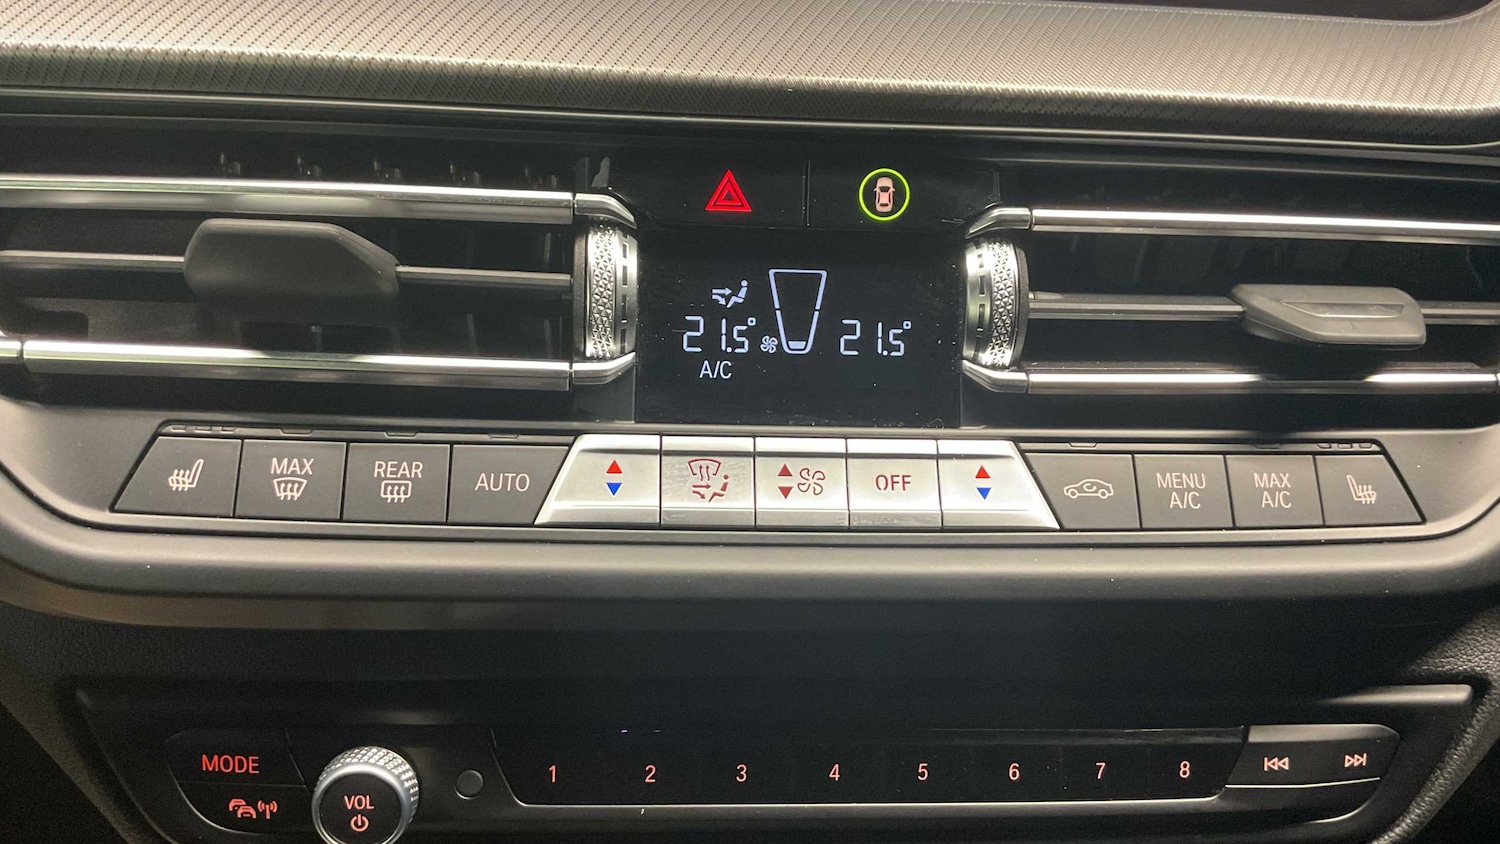 21.5° 21.5°
A/C
MAX
REAR
AUTO
OFF
MENU
A/C
MAX
A/C
MODE
VOL
1 2 3 4 5 6 7 8